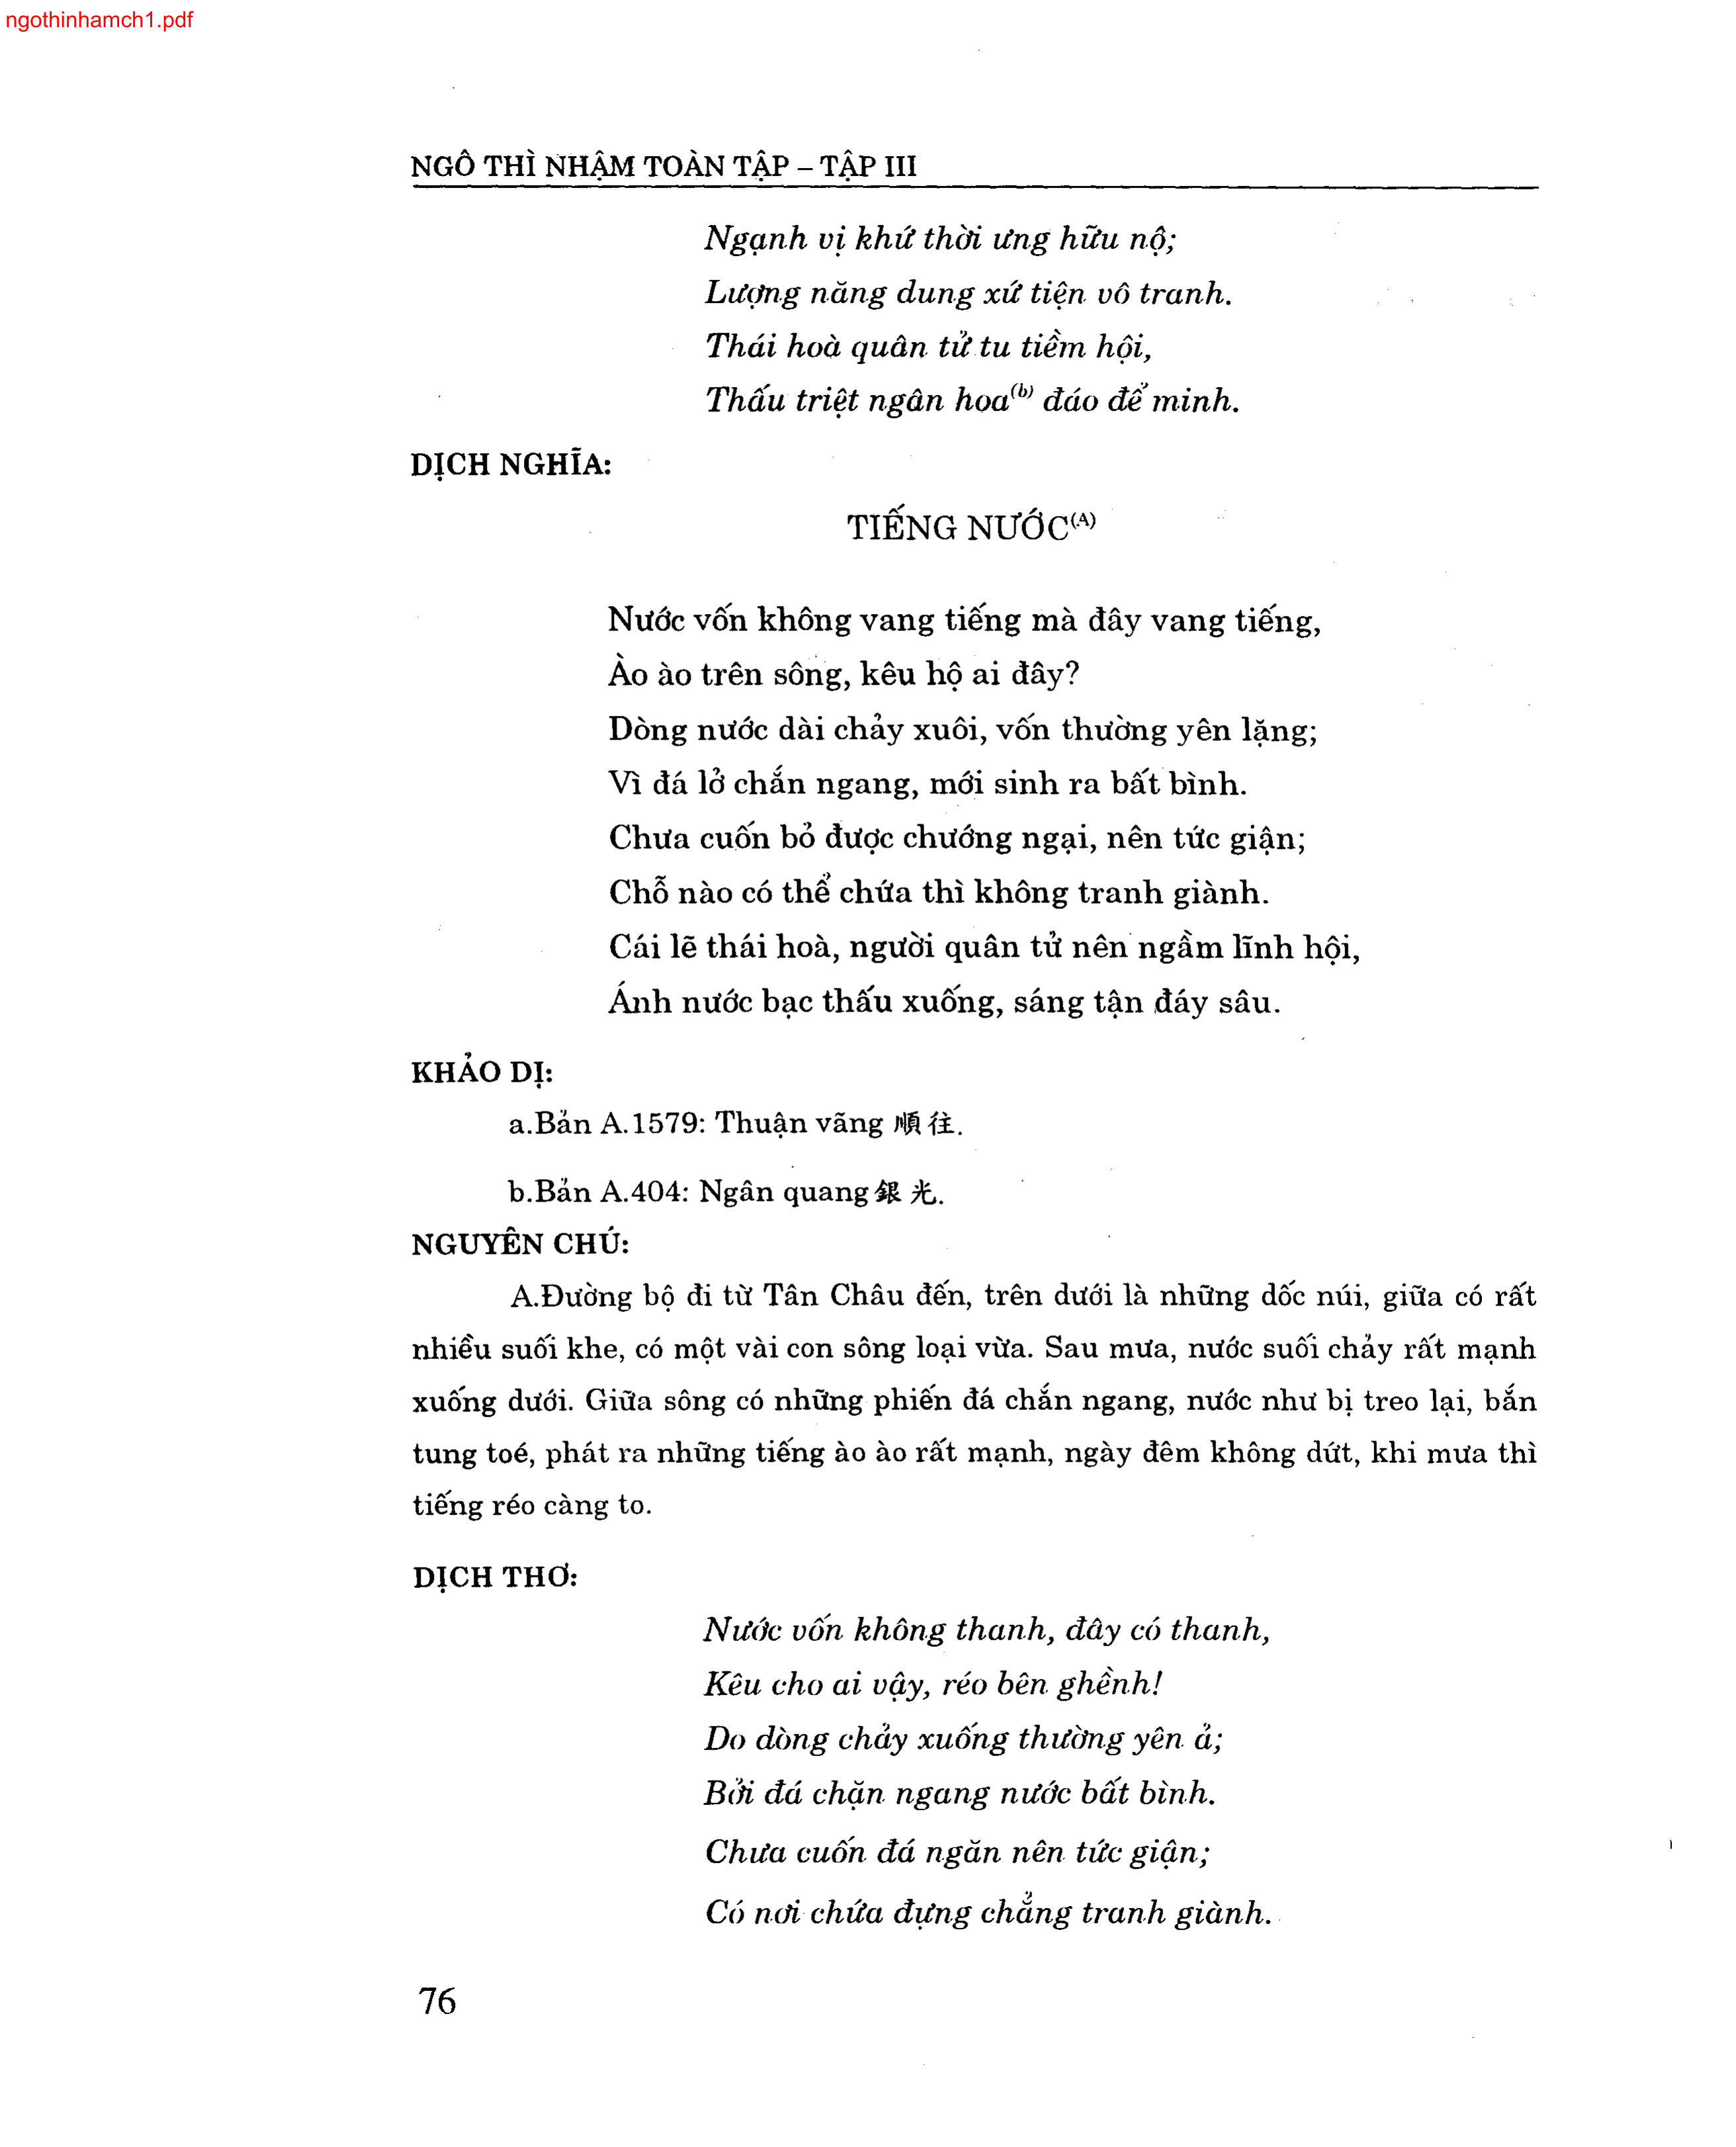 ngothinhamch1.pdf
NGÔ THÌ NHẬM TOÀN TẬP – TẬP III
Ngạnh vị khứ thời ưng hữu nộ;
Lượng năng dung xứ tiện vô tranh.
Thái hoà quân tử tu tiềm hội,
Thấu triệt ngân hoa(b) đáo để minh.
DỊCH NGHĨA:
TIẾNG NƯỚC(A)
Nước vốn không vang tiếng mà đây vang tiếng,
Ào ào trên sông, kêu hộ ai đây?
Dòng nước dài chảy xuôi, vốn thường yên lặng;
Vì đá lở chắn ngang, mới sinh ra bất bình.
Chưa cuốn bỏ được chướng ngại, nên tức giận;
Chỗ nào có thể chứa thì không tranh giành.
Cái lẽ thái hoà, người quân tử nên ngầm lĩnh hội,
Ánh nước bạc thấu xuống, sáng tận đáy sâu.
KHẢO DỊ:
a.Bản A.1579: Thuận vãng 順往.
b.Bản A.404: Ngân quang 銀光.
NGUYÊN CHÚ:
A.Đường bộ đi từ Tân Châu đến, trên dưới là những dốc núi, giữa có rất
nhiều suối khe, có một vài con sông loại vừa. Sau mưa, nước suối chảy rất mạnh
xuống dưới. Giữa sông có những phiến đá chắn ngang, nước như bị treo lại, bắn
tung toé, phát ra những tiếng ào ào rất mạnh, ngày đêm không dứt, khi mưa thì
tiếng réo càng to.
DỊCH THƠ:
Nước vốn không thanh, đây có thanh,
Kêu cho ai vậy, réo bên ghềnh!
Do dòng chảy xuống thường yên ả;
Bởi đá chặn ngang nước bất bình.
Chưa cuốn đá ngăn nên tức giận;
Có nơi chứa đựng chẳng tranh giành.
76